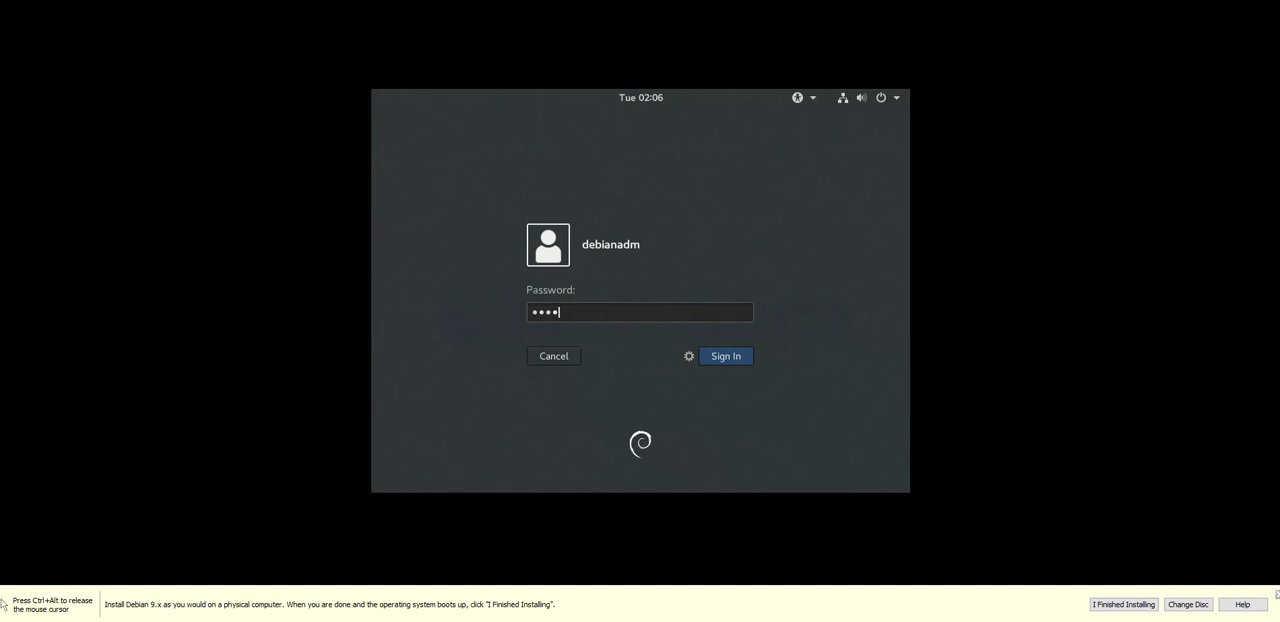 Tue 02:06
debianadm
Password:
••••
Cancel
Sign In
Press Ctrl+Alt to release
the mouse cursor
Install Debian 9.x as you would on a physical computer. When you are done and the operating system boots up, click "I Finished Installing".
I Finished Installing
Change Disc
Help